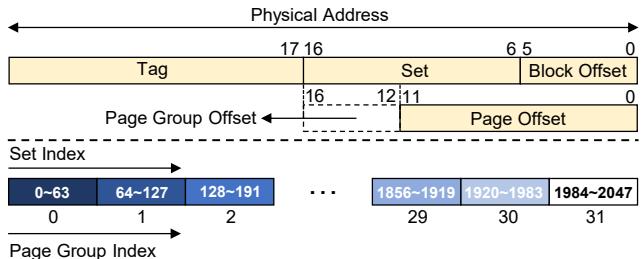 Physical Address
17 16 6 5 0
Tag Set Block Offset
16 12 11 0
Page Group Offset Page Offset
Set Index
0~63 64~127 128~191 ... 1856~1919 1920~1983 1984~2047
0 1 2 29 30 31
Page Group Index